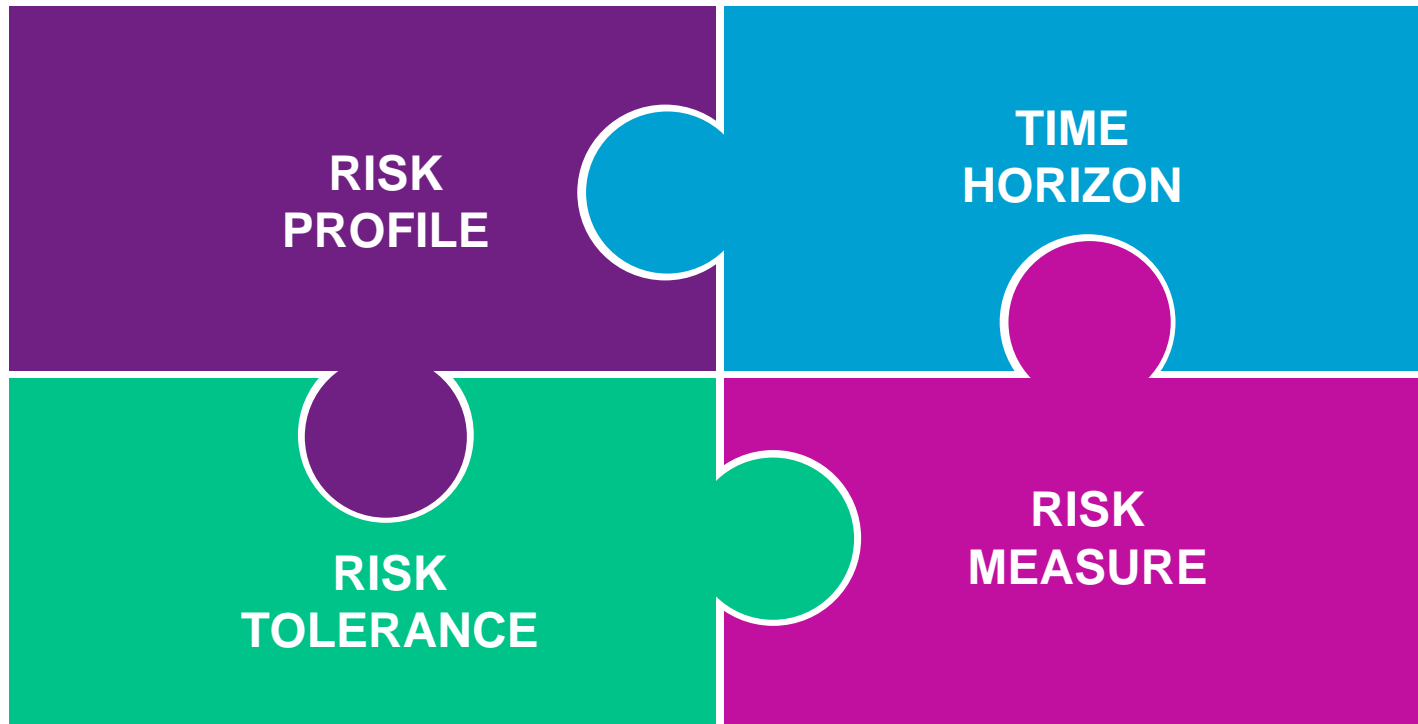 RISK
PROFILE
TIME
HORIZON
RISK
TOLERANCE
RISK
MEASURE